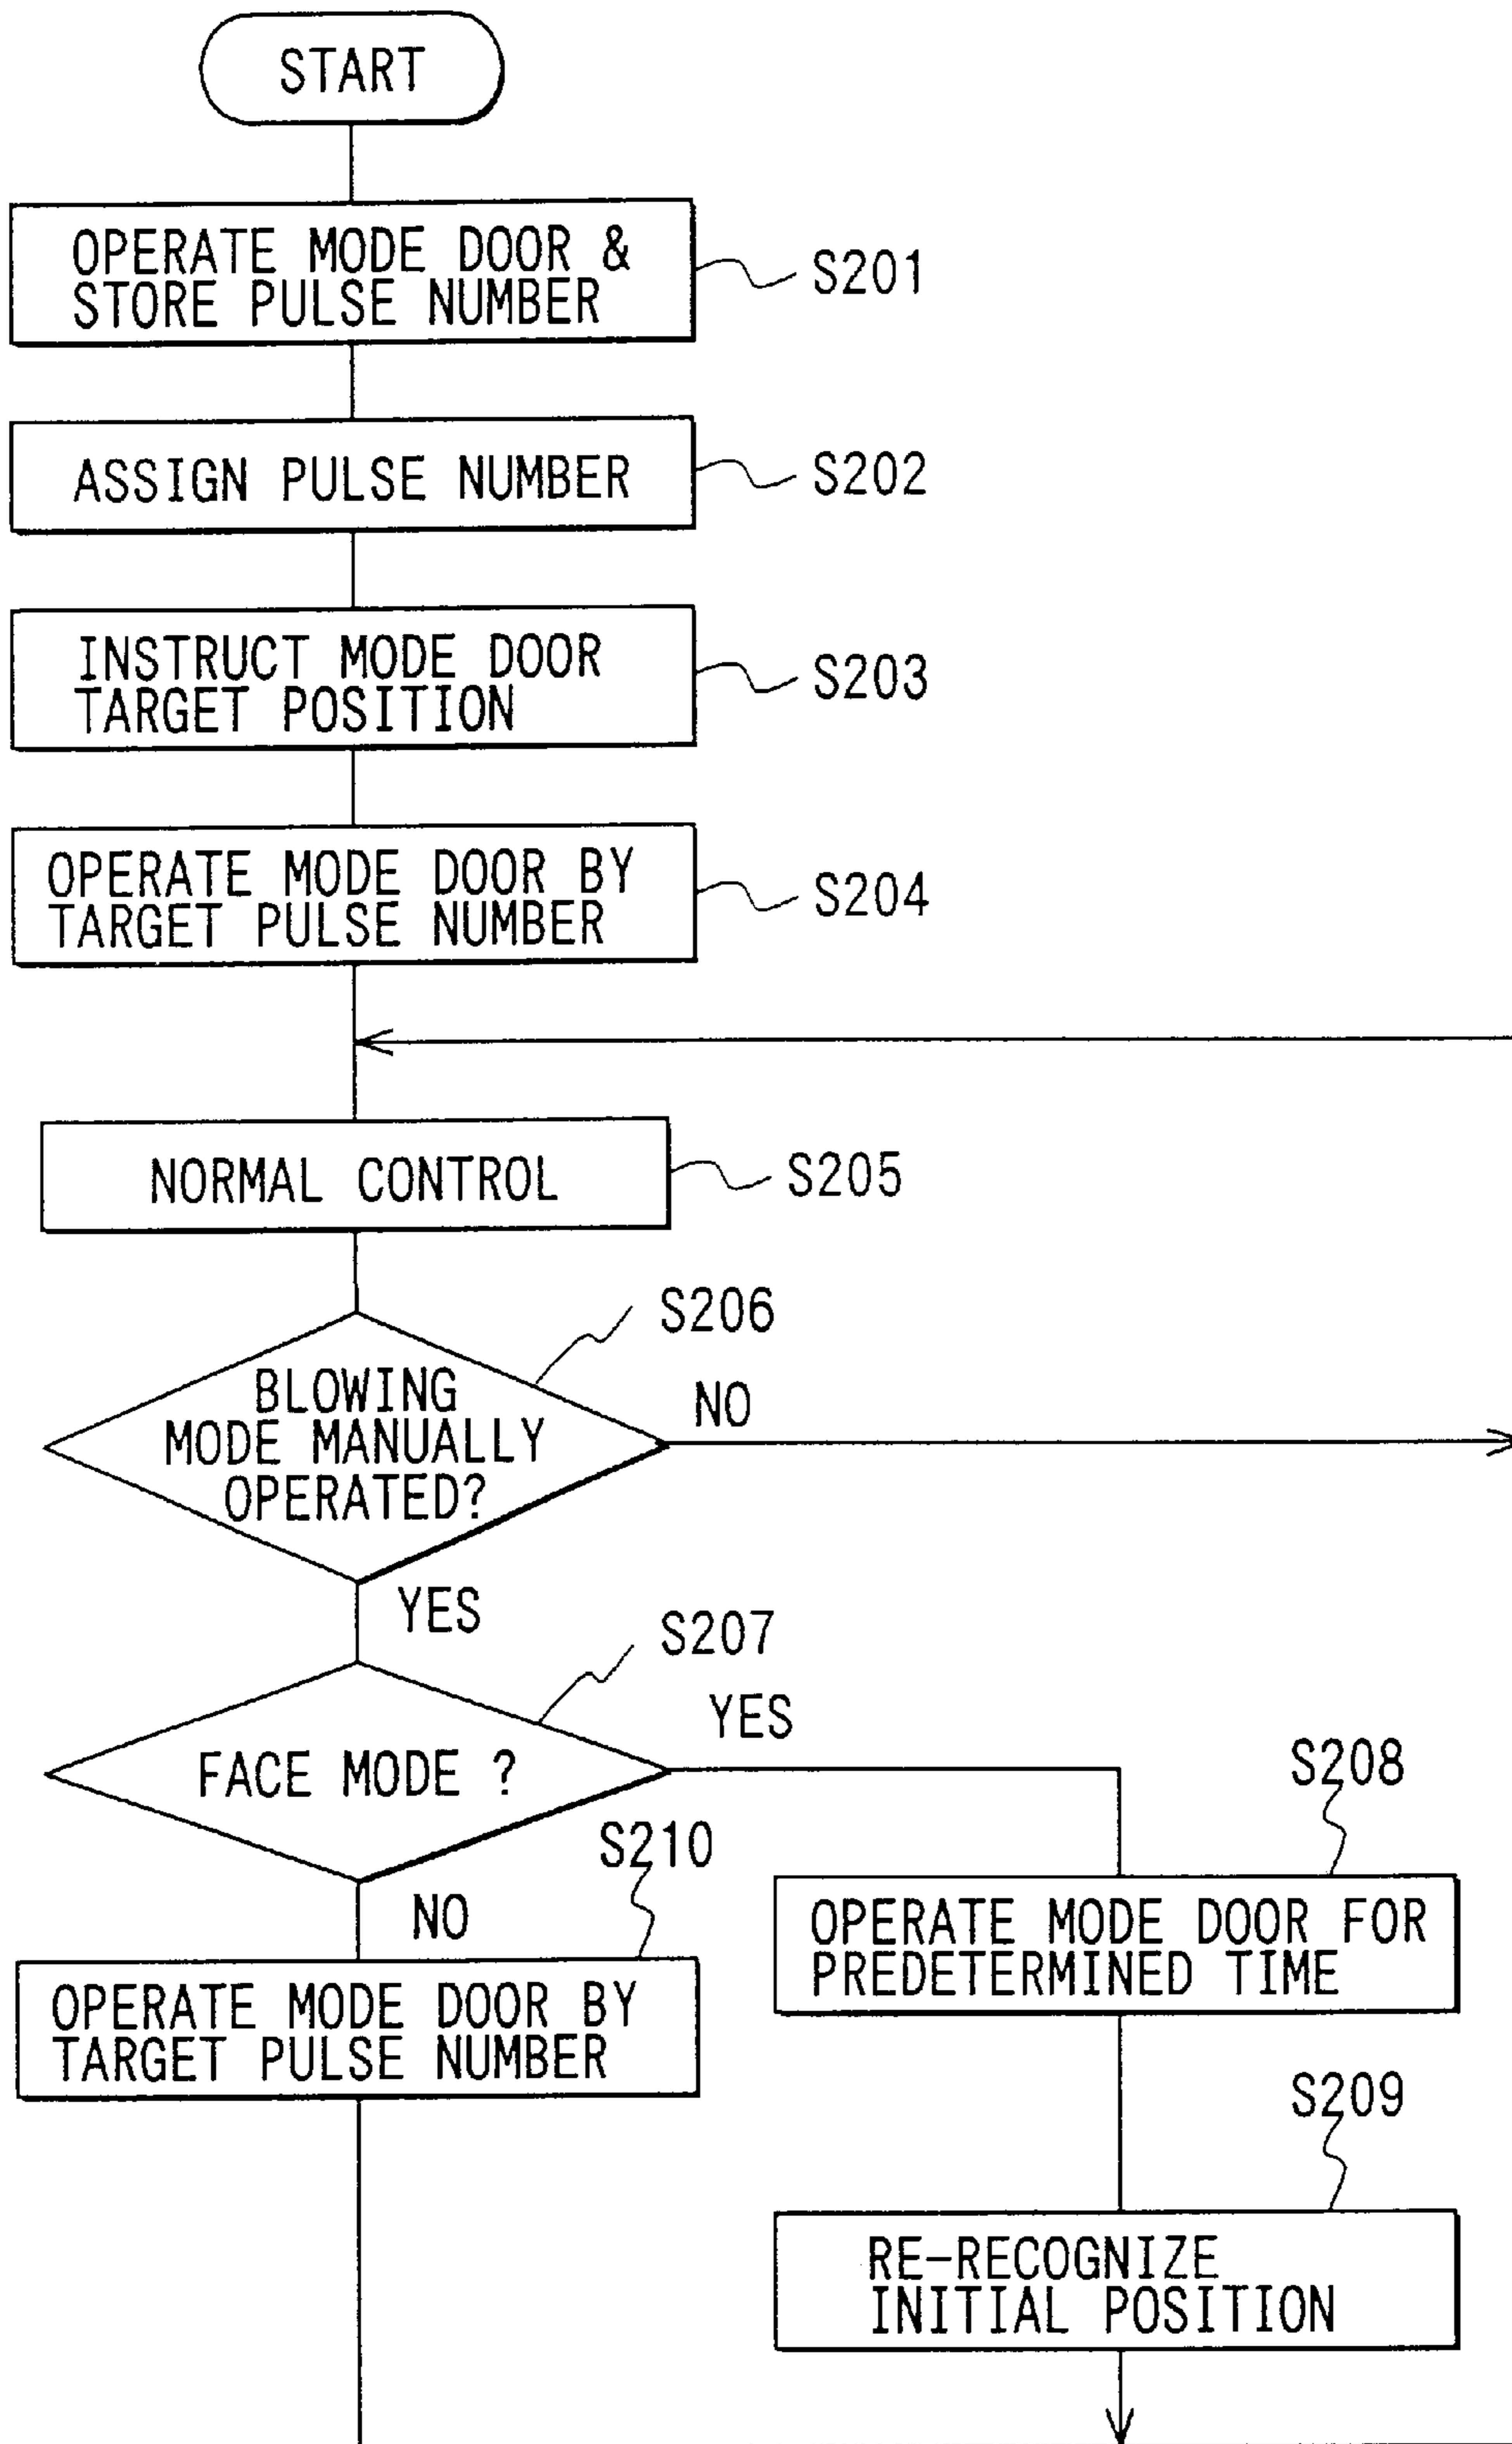 START
OPERATE MODE DOOR &
STORE PULSE NUMBER
S201
ASSIGN PULSE NUMBER
S202
INSTRUCT MODE DOOR
TARGET POSITION
S203
OPERATE MODE DOOR BY
TARGET PULSE NUMBER
S204
NORMAL CONTROL
S205
S206
BLOWING
MODE MANUALLY
OPERATED?
NO
YES
S207
FACE MODE ?
YES
S208
S210
NO
OPERATE MODE DOOR FOR
PREDETERMINED TIME
OPERATE MODE DOOR BY
TARGET PULSE NUMBER
S209
RE-RECOGNIZE
INITIAL POSITION